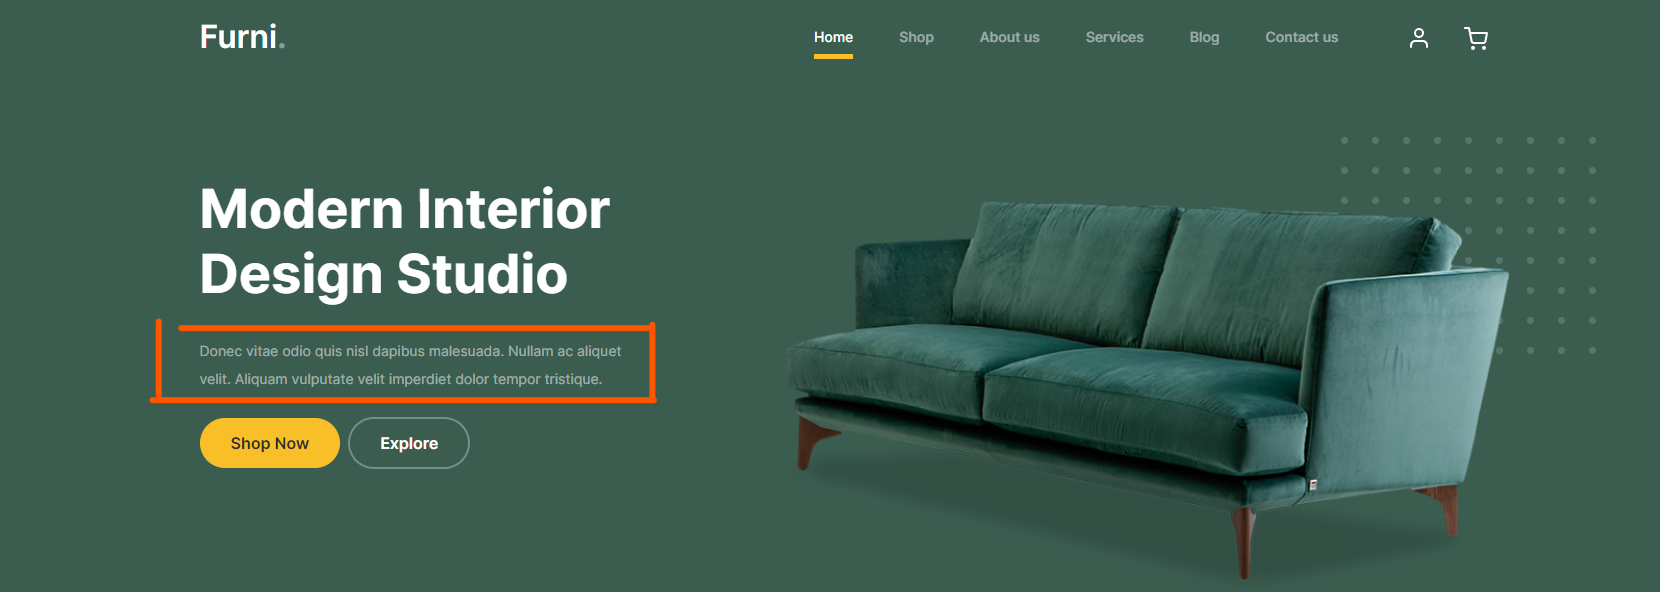 Furni.
Home Shop About us Services Blog Contact us
Modern Interior
Design Studio
Donec vitae odio quis nisl dapibus malesuada. Nullam ac aliquet
velit. Aliquam vulputate velit imperdiet dolor tempor tristique.
Shop Now Explore